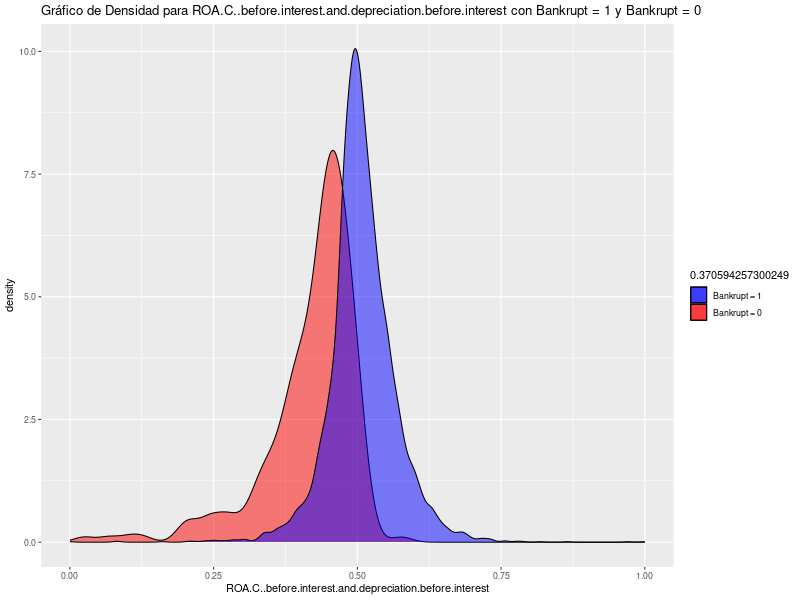 Gráfico de Densidad para ROA.C..before.interest.and.depreciation.before.interest con Bankrupt = 1 y Bankrupt = 0
10.0
7.5
5.0
2.5
0.0
density
0.00 0.25 0.50 0.75 1.00
ROA.C..before.interest.and.depreciation.before.interest
0.370594257300249
Bankrupt = 1
Bankrupt = 0